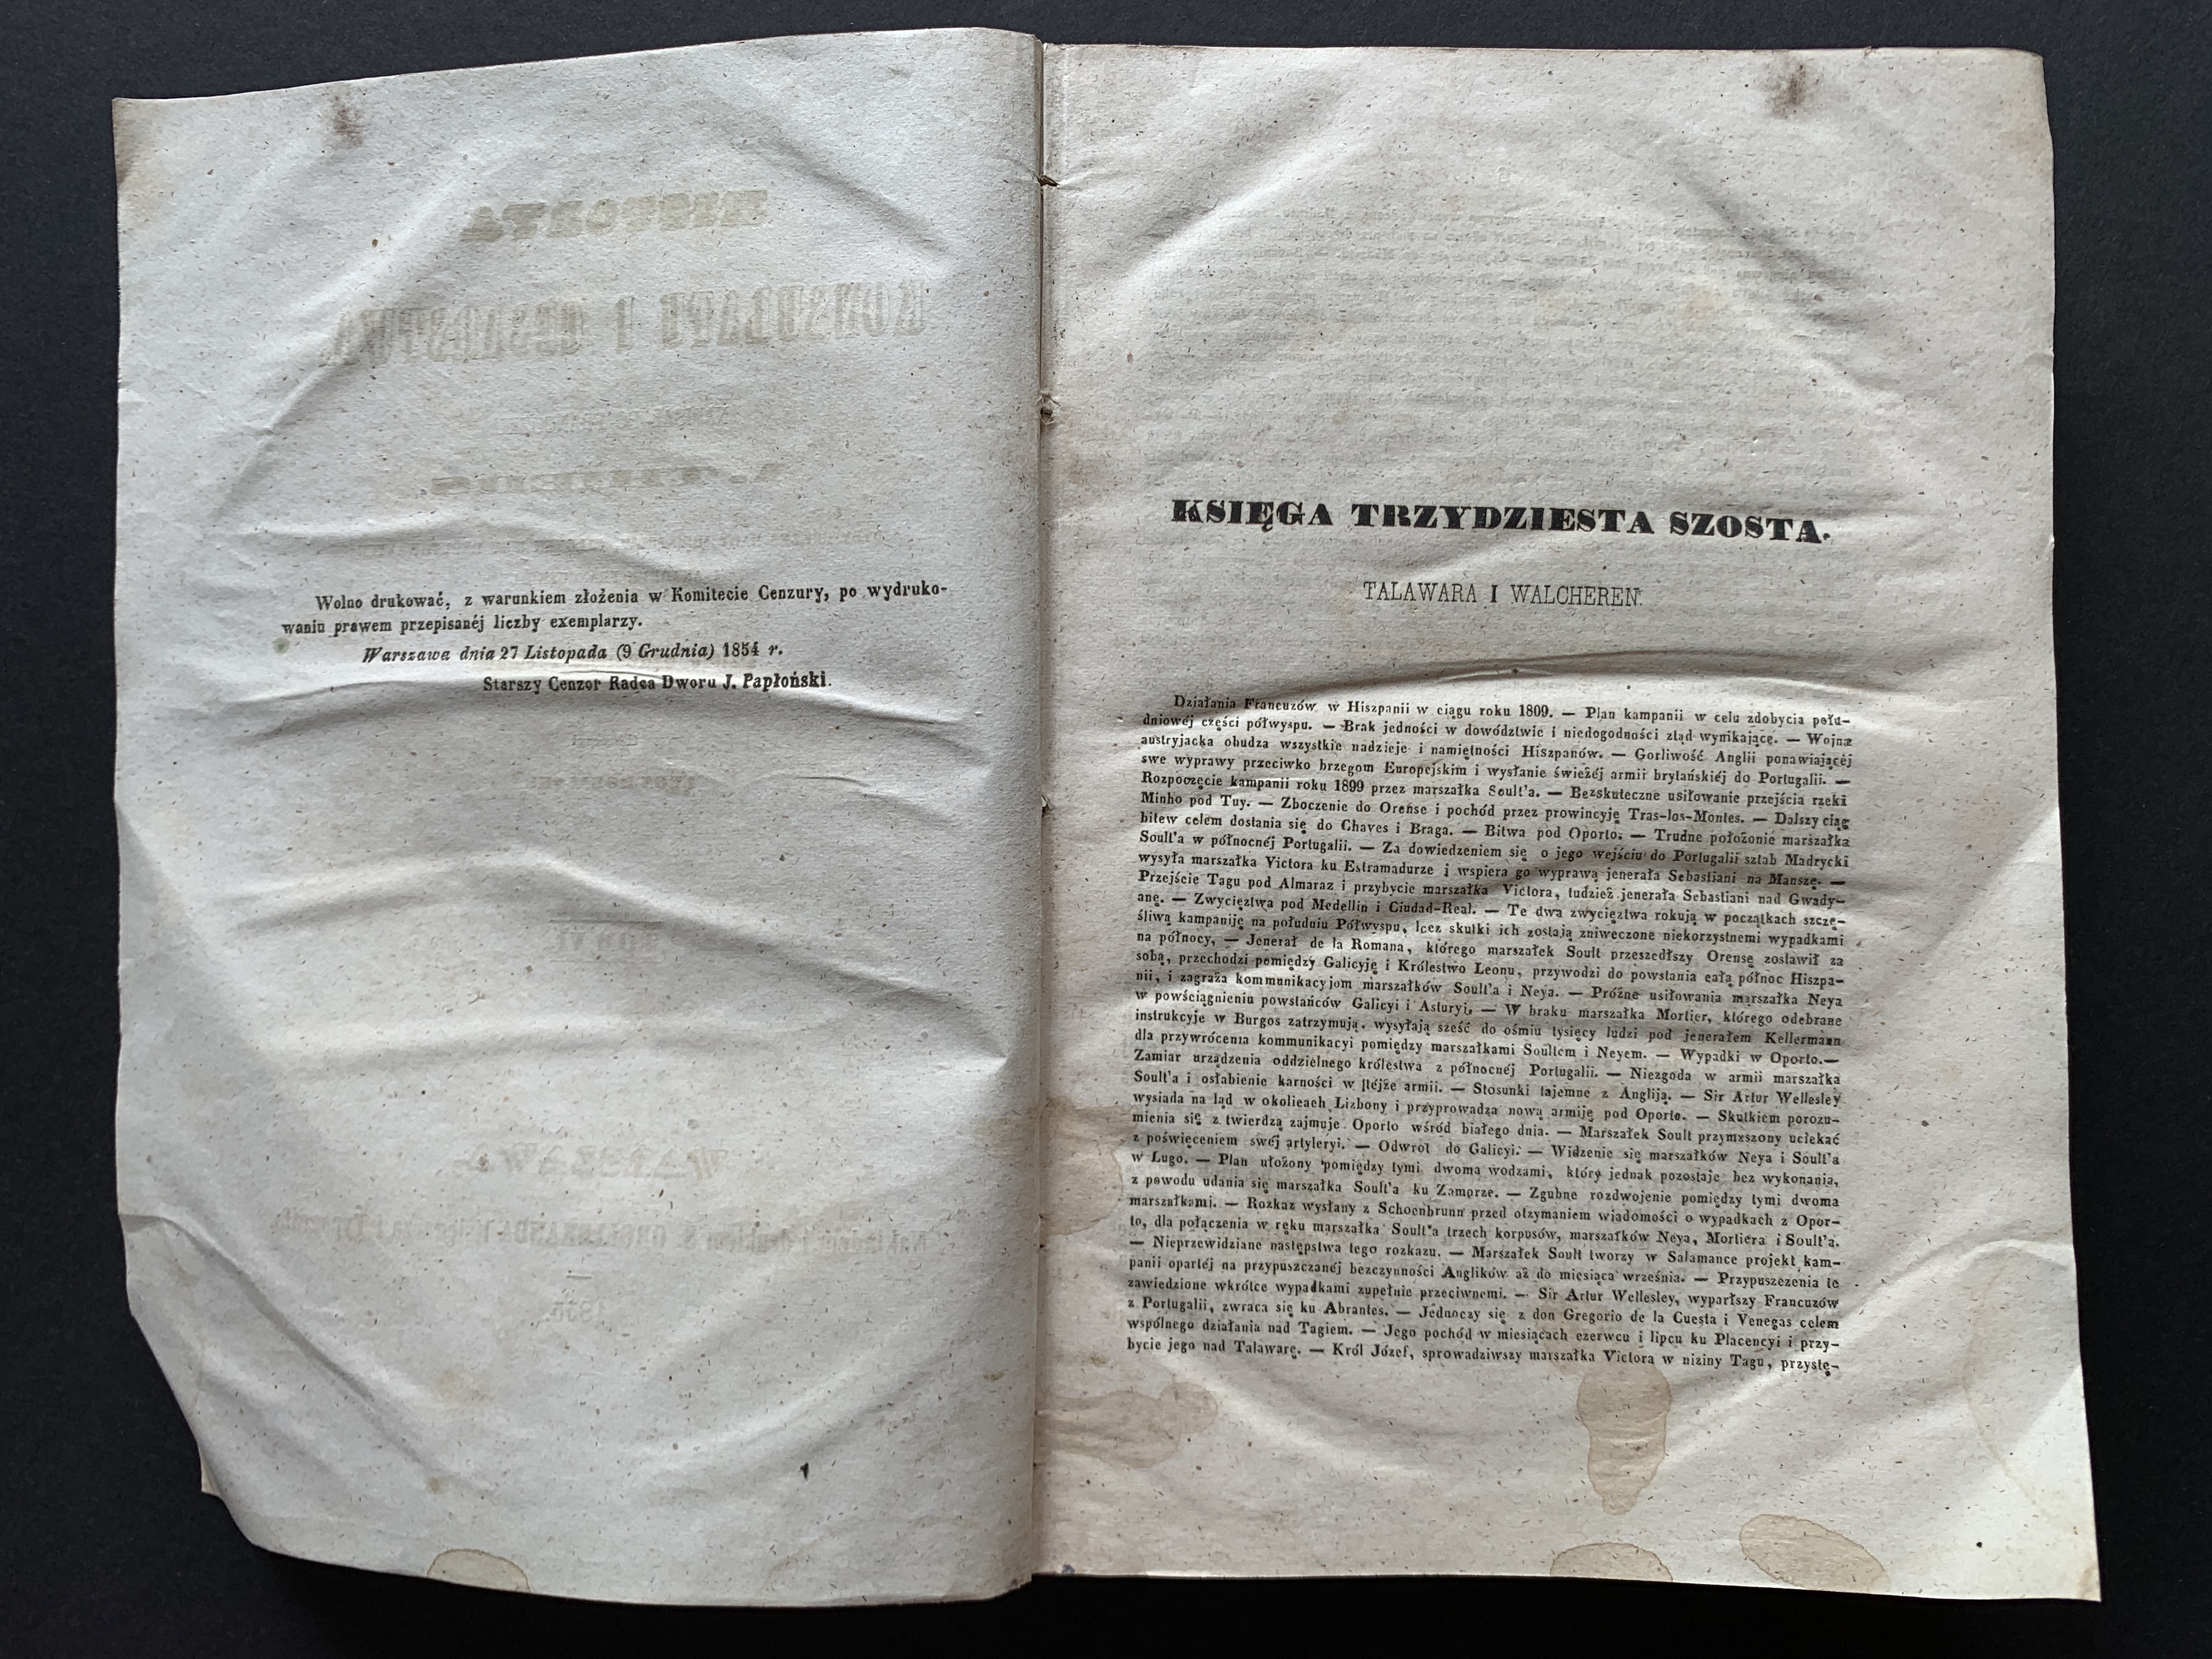 Wolno drukować, z warunkiem złożenia w Komitecie Cenzury, po wydruko-
waniu prawem przepisanéj liczby exemplarzy.
Warszawa dnia 27 Listopada (9 Grudnia) 1854 r.
Starszy Cenzor Radca Dworu J. Papłoński.
KSIĘGA TRZYDZIESTA SZOSTA.
TALAWARA I WALCHEREN.
Działania Francuzów w Hiszpanii w ciągu roku 1809. — Plan kampanii w celu zdobycia połu-
dniowéj części półwyspu. — Brak jedności w dowództwie i niedogodności ztąd wynikające. — Wojna
austryjacka obudza wszystkie nadzieje i namiętności Hiszpanów. — Gorliwość Anglii ponawiającéj
swe wyprawy przeciwko brzegom Europejskim i wysłanie świeżéj armii brytańskiéj do Portugalii. —
Rozpoczęcie kampanii roku 1899 przez marszałka Soult'a. — Bezskuteczne usiłowanie przejścia rzeki
Minho pod Tuy. — Zboczenie do Orense i pochód przez prowincyję Tras-los-Montes. — Dalszy ciąg
bitew celem dostania się do Chaves i Braga. — Bitwa pod Oporto. — Trudne położonie marszałka
Soult'a w północnéj Portugalii. — Za dowiedzeniem się o jego wejściu do Portugalii sztab Madrycki
wysyła marszałka Victora ku Estramadurze i wspiera go wyprawą jenerała Sebastiani na Manszę. —
Przejście Tagu pod Almaraz i przybycie marszałka Victora, tudzież jenerała Sebastiani nad Gwady-
anę. — Zwycięztwa pod Medellin i Ciudad-Real. — Te dwa zwycięztwa rokują w początkach szczę-
śliwą kampaniję na południu Półwyspu, lecz skutki ich zostają zniweczone niekorzystnemi wypadkami
na północy, — Jenerał de la Romana, którego marszałek Soult przeszedłszy Orensę zostawił za
sobą, przechodzi pomiędzy Galicyję i Królestwo Leonu, przywodzi do powstania całą północ Hiszpa-
nii, i zagraża kommunikacyjom marszałków Soult'a i Neya. — Próżne usiłowania marszałka Neya
w powściągnieniu powstańców Galicyi i Asturyi, — W braku marszałka Mortier, którego odebrane
instrukcyje w Burgos zatrzymują. wysyłają sześć do ośmiu tysięcy ludzi pod jenerałem Kellermann
dla przywrócenia kommunikacyi pomiędzy marszałkami Soultem i Neyem. — Wypadki w Oporto.—
Zamiar urządzenia oddzielnego królestwa z północnéj Portugalii. — Niezgoda w armii marszałka
Soult'a i osłabienie karności w téjże armii. — Stosunki tajemne z Angliją. — Sir Artur Wellesley
wysiada na ląd w okolicach Lizbony i przyprowadza nową armiję pod Oporto. — Skutkiem porozu-
mienia się z twierdzą zajmuje Oporto wśród białego dnia. — Marszałek Soult przymxszony uciekać
z poświęceniem swéj artyleryi. — Odwrót do Galicyi. — Widzenie się marszałków Neya i Soult'a
w Lugo. — Plan ułożony pomiędzy tymi dwoma wodzami, który jednak pozostaje bez wykonania,
z powodu udania się marszałka Soult'a ku Zamorze. — Zgubne rozdwojenie pomiędzy tymi dwoma
marszałkami. — Rozkaz wysłany z Schoenbrunn przed otzymaniem wiadomości o wypadkach z Opor-
to, dla połączenia w ręku marszałka Soult'a trzech korpusów, marszałków Neya, Mortiera i Soult'a.
— Nieprzewidziane następstwa tego rozkazu. — Marszałek Soult tworzy w Salamance projekt kam-
panii opartéj na przypuszczanéj bezczynności Anglików aż do miesiąca września. — Przypuszczenia te
zawiedzione wkrótce wypadkami zupełnie przeciwnemi. — Sir Artur Wellesley, wyparłszy Francuzów
z Portugalii, zwraca się ku Abrantes. — Jednoczy się z don Gregorio de la Cuesta i Venegas celem
wspólnego działania nad Tagiem. — Jego pochód w miesiącach czerwcu i lipcu ku Placencyi i przy-
bycie jego nad Talawarę. — Król Józef, sprowadziwszy marszałka Victora w niziny Tagu, przystę-